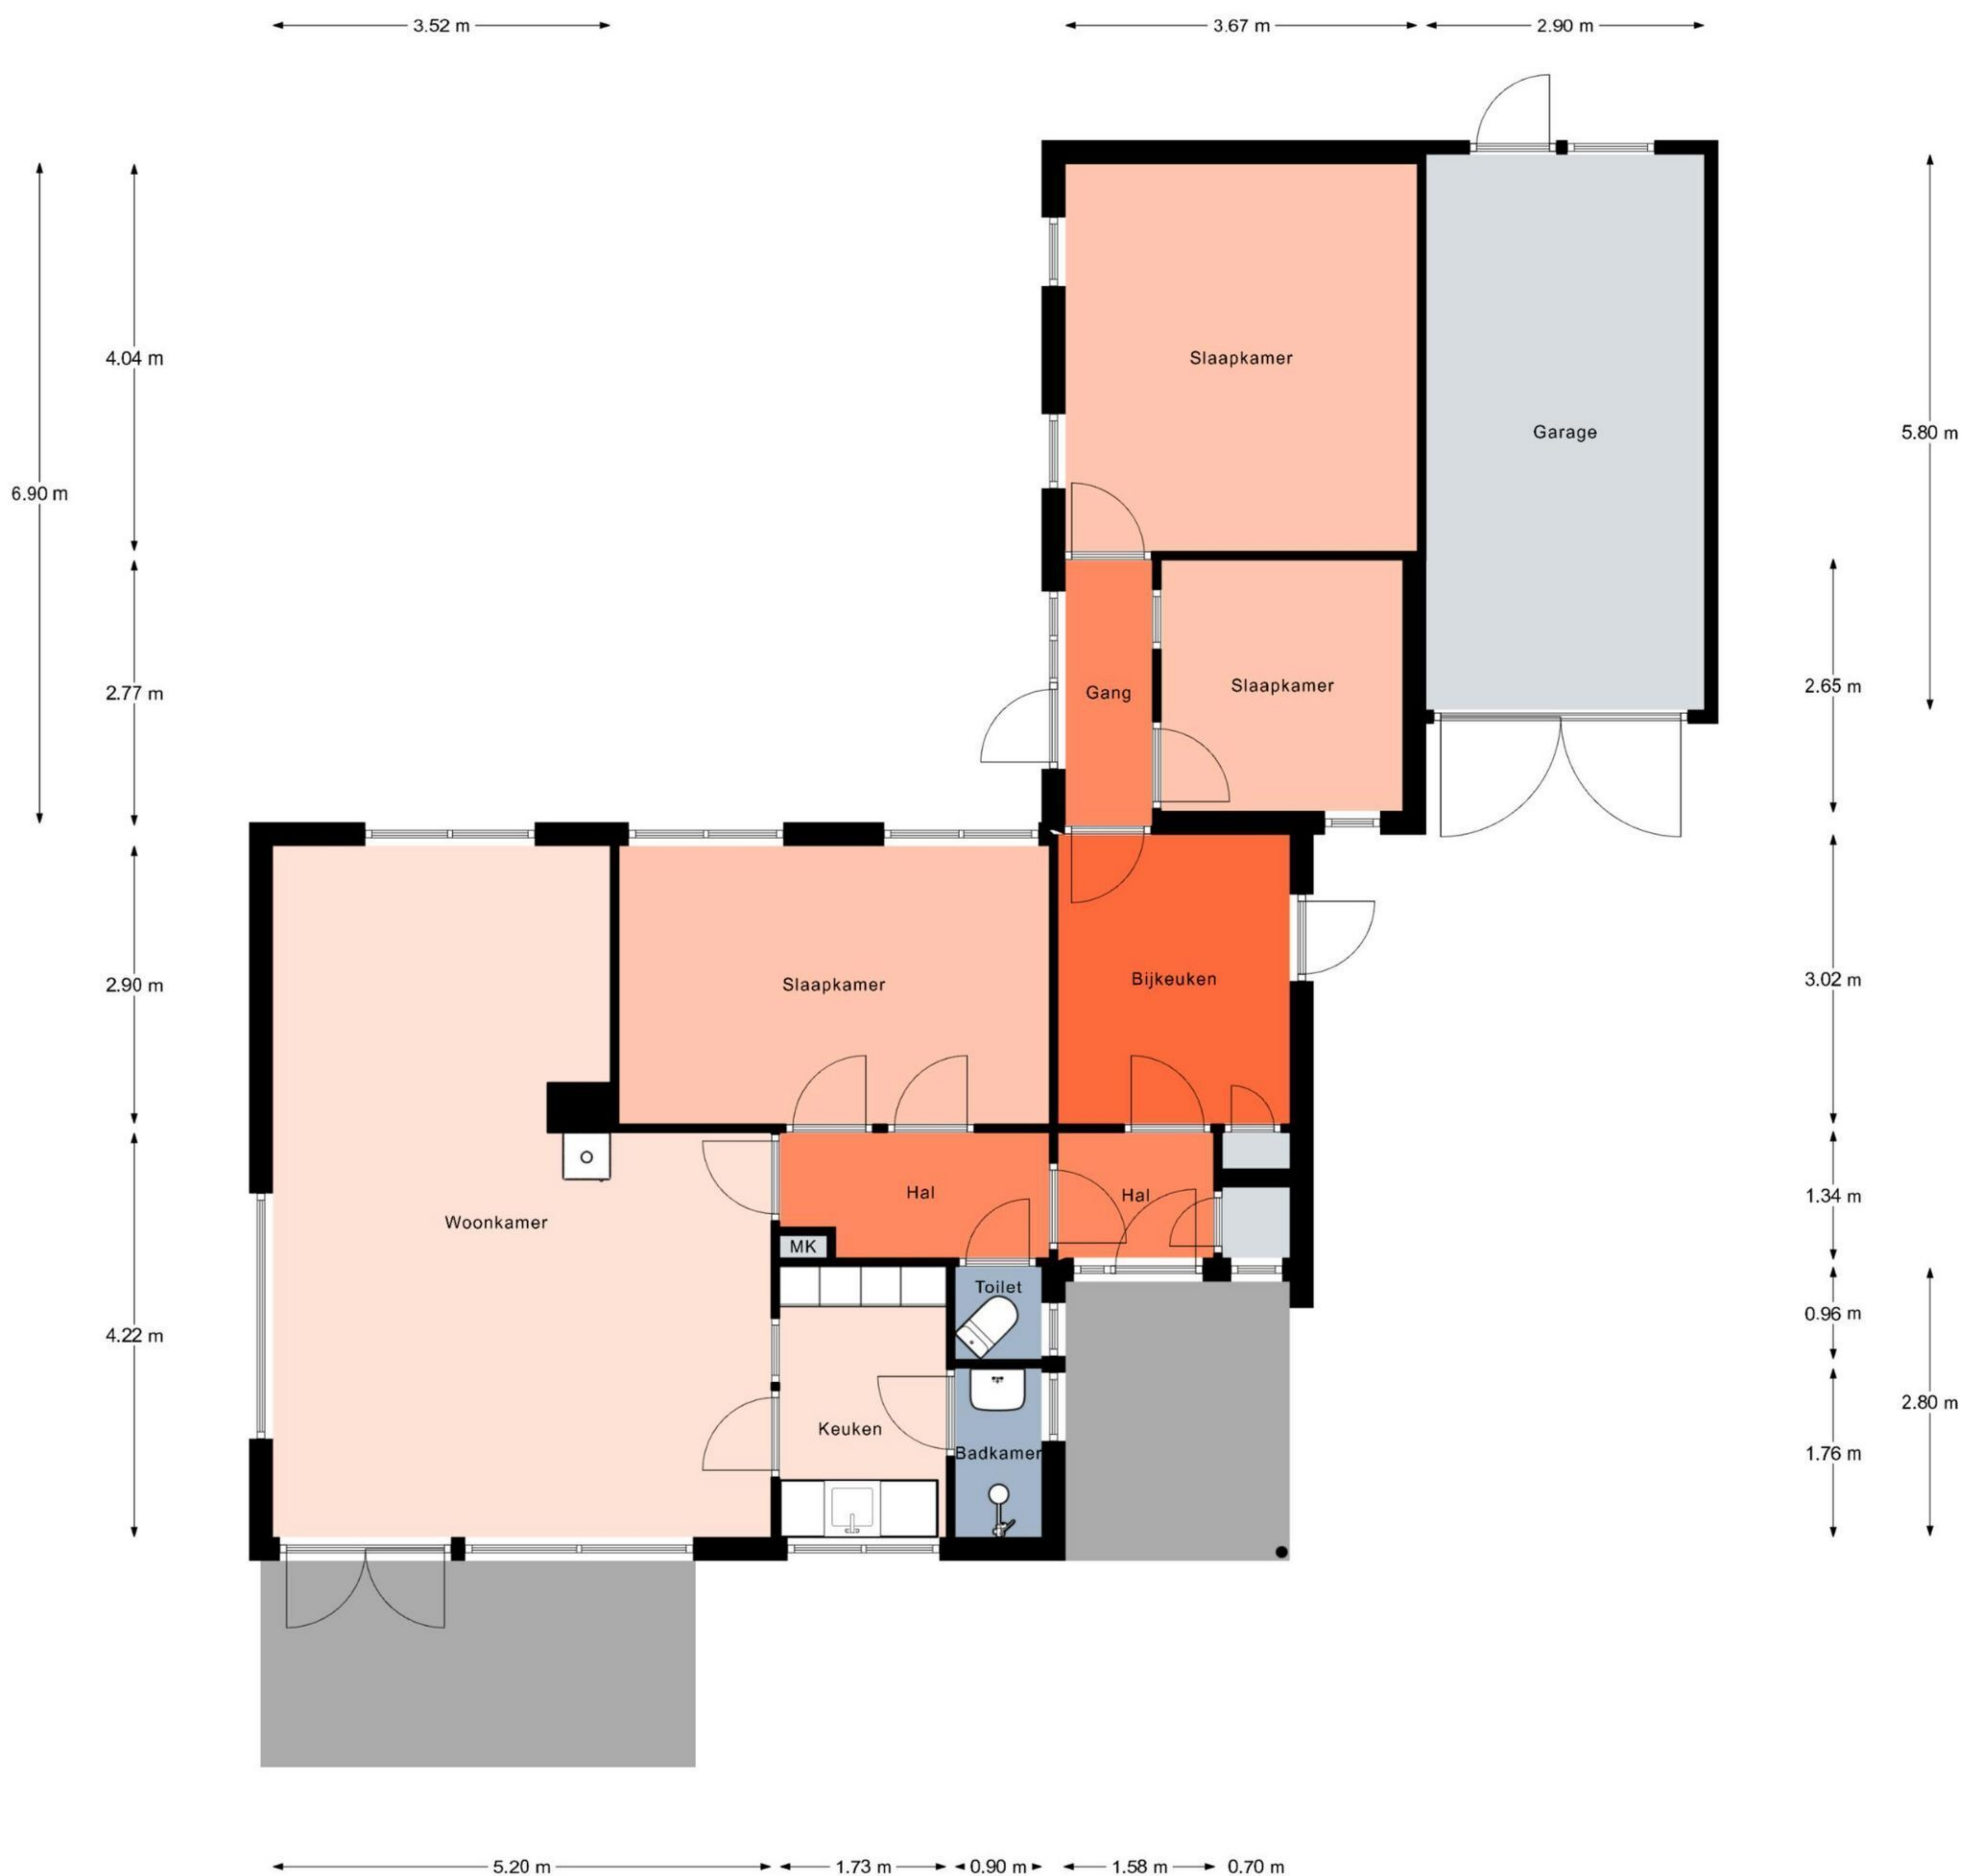 3.52 m
3.67 m
2.90 m
4.04 m
Slaapkamer
Garage
5.80 m
6.90 m
2.77 m
Gang
Slaapkamer
2.65 m
2.90 m
Slaapkamer
Bijkeuken
3.02 m
Hal
Hal
1.34 m
Woonkamer
MK
Toilet
0.96 m
4.22 m
Keuken
2.80 m
Badkamer
1.76 m
5.20 m
1.73 m
0.90 m
1.58 m
0.70 m